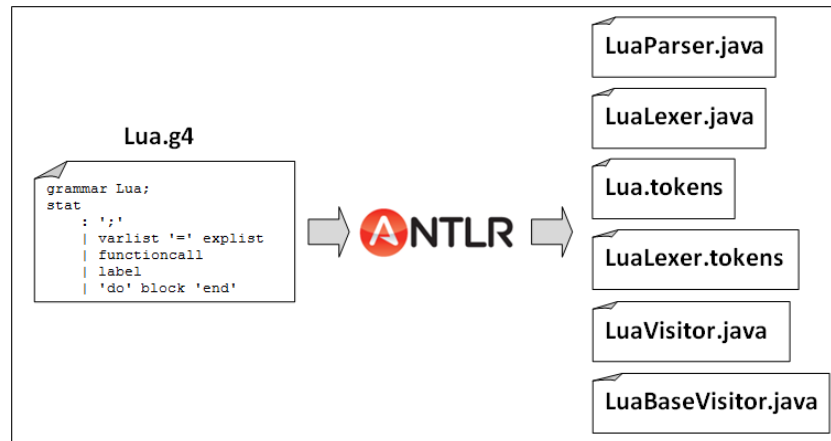 Lua.g4
grammar Lua;
stat
: ';'
| varlist '=' explist
| functioncall
| label
| 'do' block 'end'
ANTLR
LuaParser.java
LuaLexer.java
Lua.tokens
LuaLexer.tokens
LuaVisitor.java
LuaBaseVisitor.java